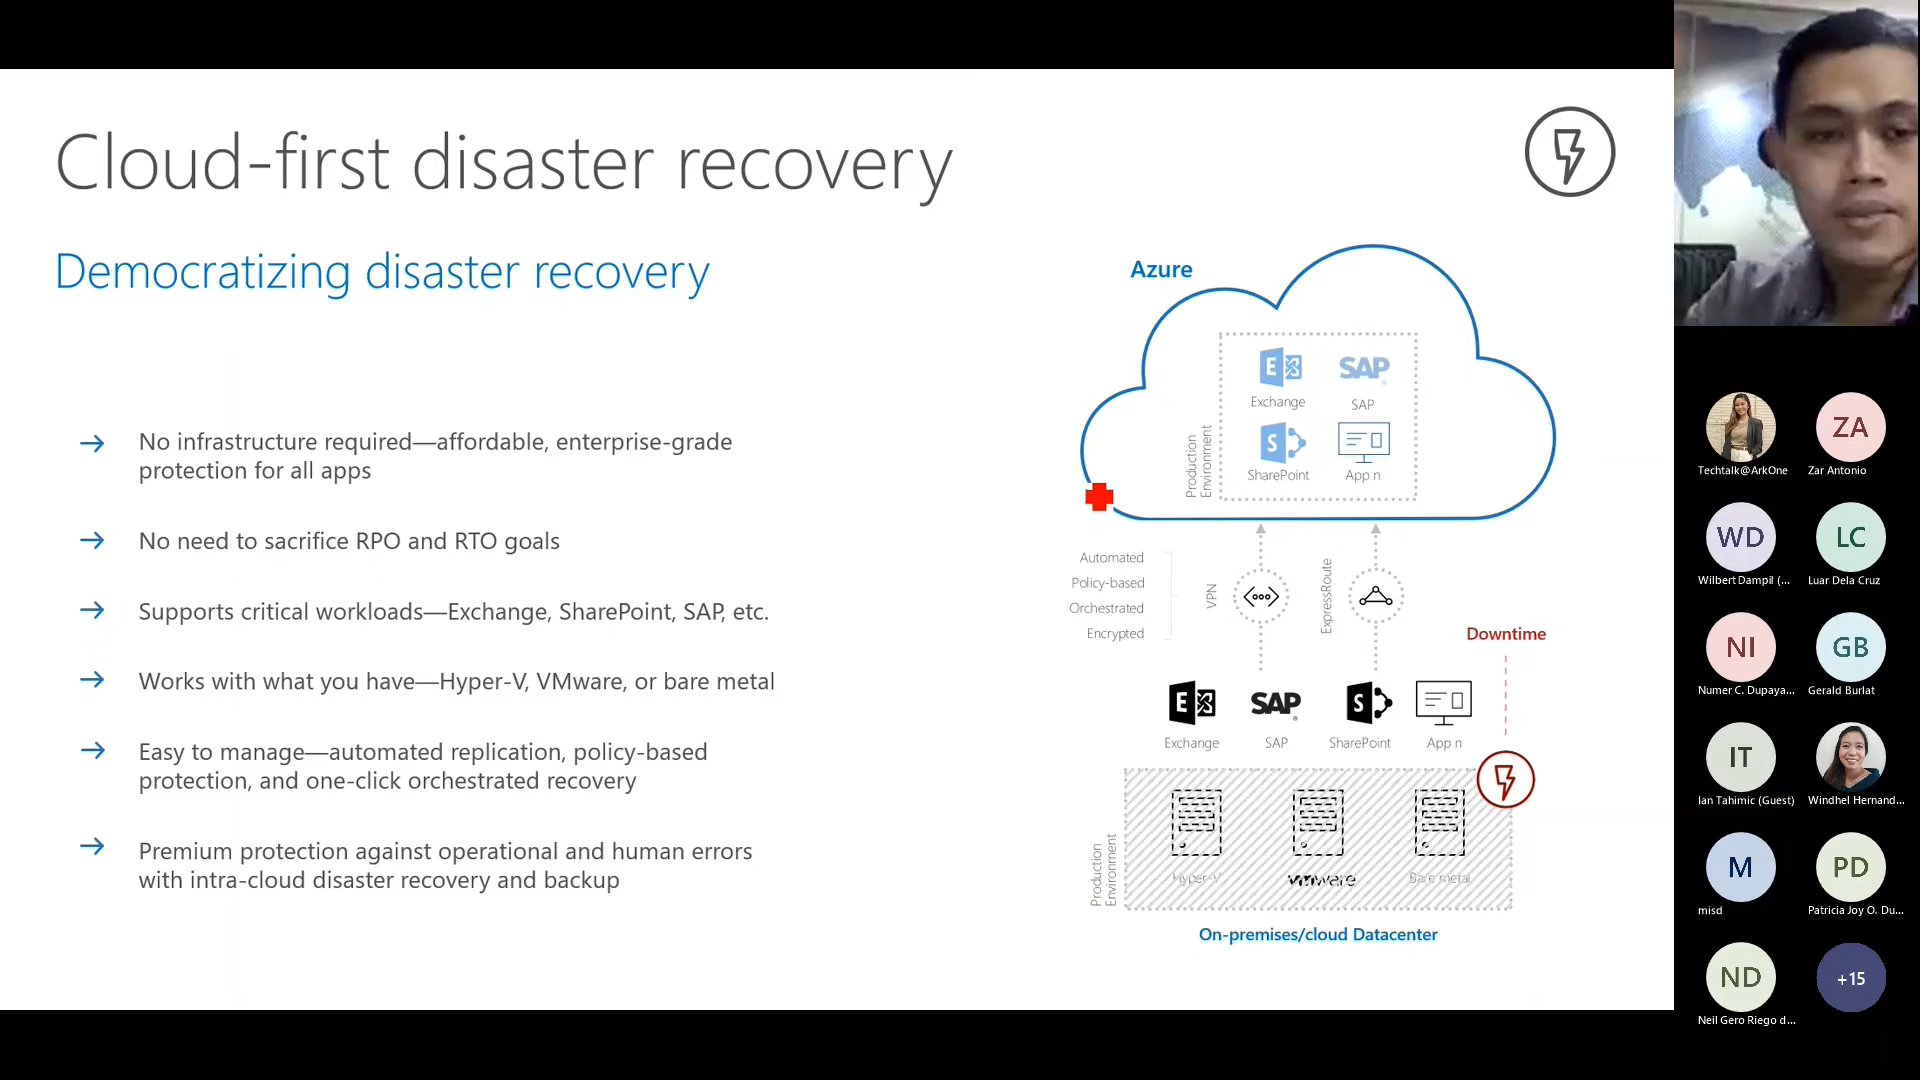 Cloud-first disaster recovery
Democratizing disaster recovery
No infrastructure required—affordable, enterprise-grade
protection for all apps
No need to sacrifice RPO and RTO goals
Supports critical workloads—Exchange, SharePoint, SAP, etc.
Works with what you have—Hyper-V, VMware, or bare metal
Easy to manage—automated replication, policy-based
protection, and one-click orchestrated recovery
Premium protection against operational and human errors
with intra-cloud disaster recovery and backup
Azure
E
SAP
Exchange
SAP
S
SharePoint
App n
Production
Environment
Automated
Policy-based
Orchestrated
Encrypted
VPN
ExpressRoute
Downtime
E
SAP
S
Exchange
SAP
SharePoint
App n
Production
Environment
Hyper-V
vmware
Bare metal
On-premises/cloud Datacenter
ZA
Techtalk@ArkOne
Zar Antonio
WD
LC
Wilbert Dampil (...
Luar Dela Cruz
NI
GB
Numer C. Dupaya...
Gerald Burlat
IT
Ian Tahimic (Guest)
Windhel Hernand...
M
PD
misd
Patricia Joy O. Du...
ND
+15
Neil Gero Riego d...